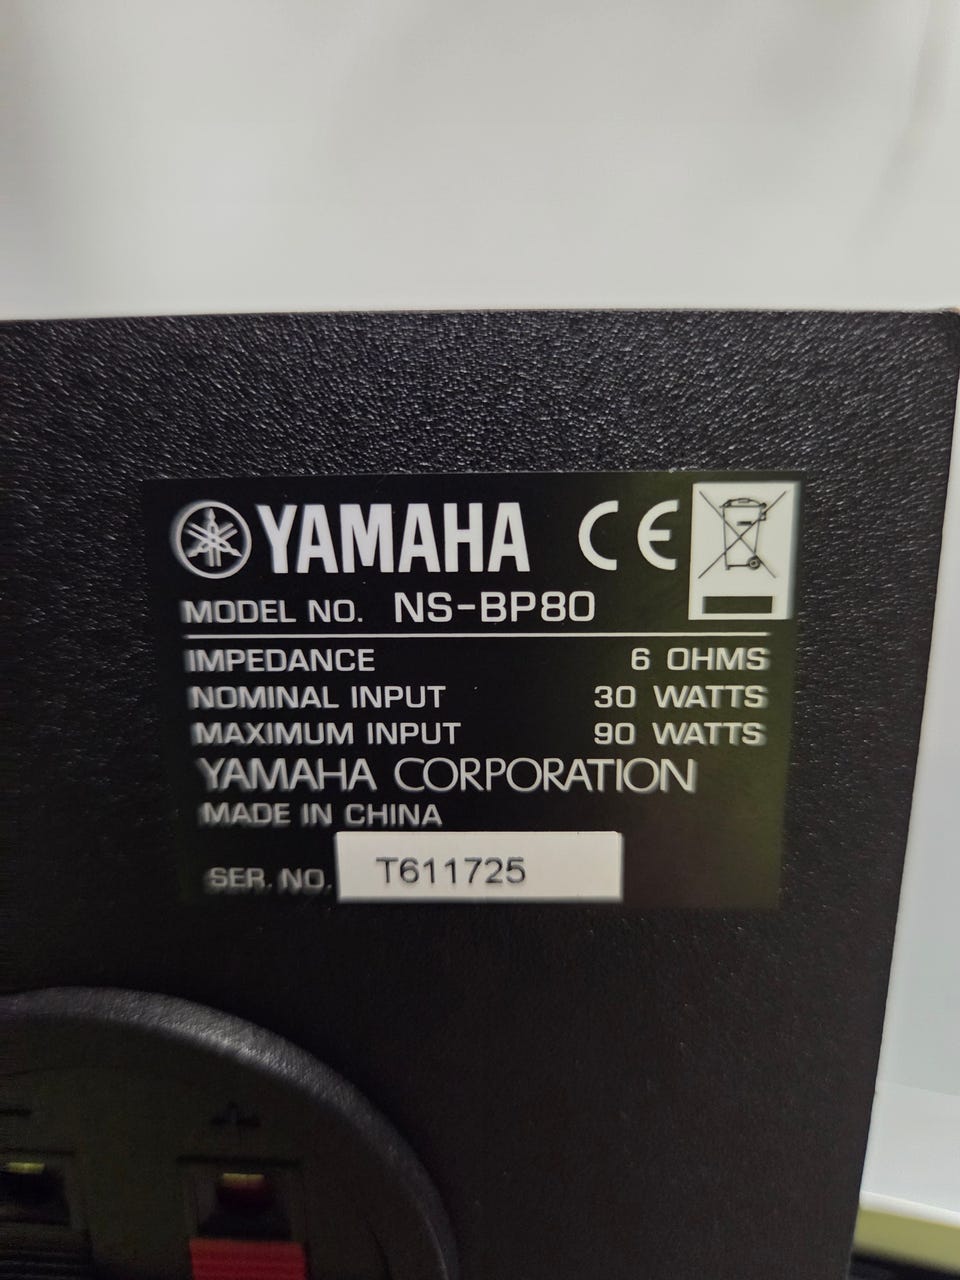 YAMAHA CE
MODEL NO. NS-BP80
IMPEDANCE 6 OHMS
NOMINAL INPUT 30 WATTS
MAXIMUM INPUT 90 WATTS
YAMAHA CORPORATION
MADE IN CHINA
SER. NO. T611725